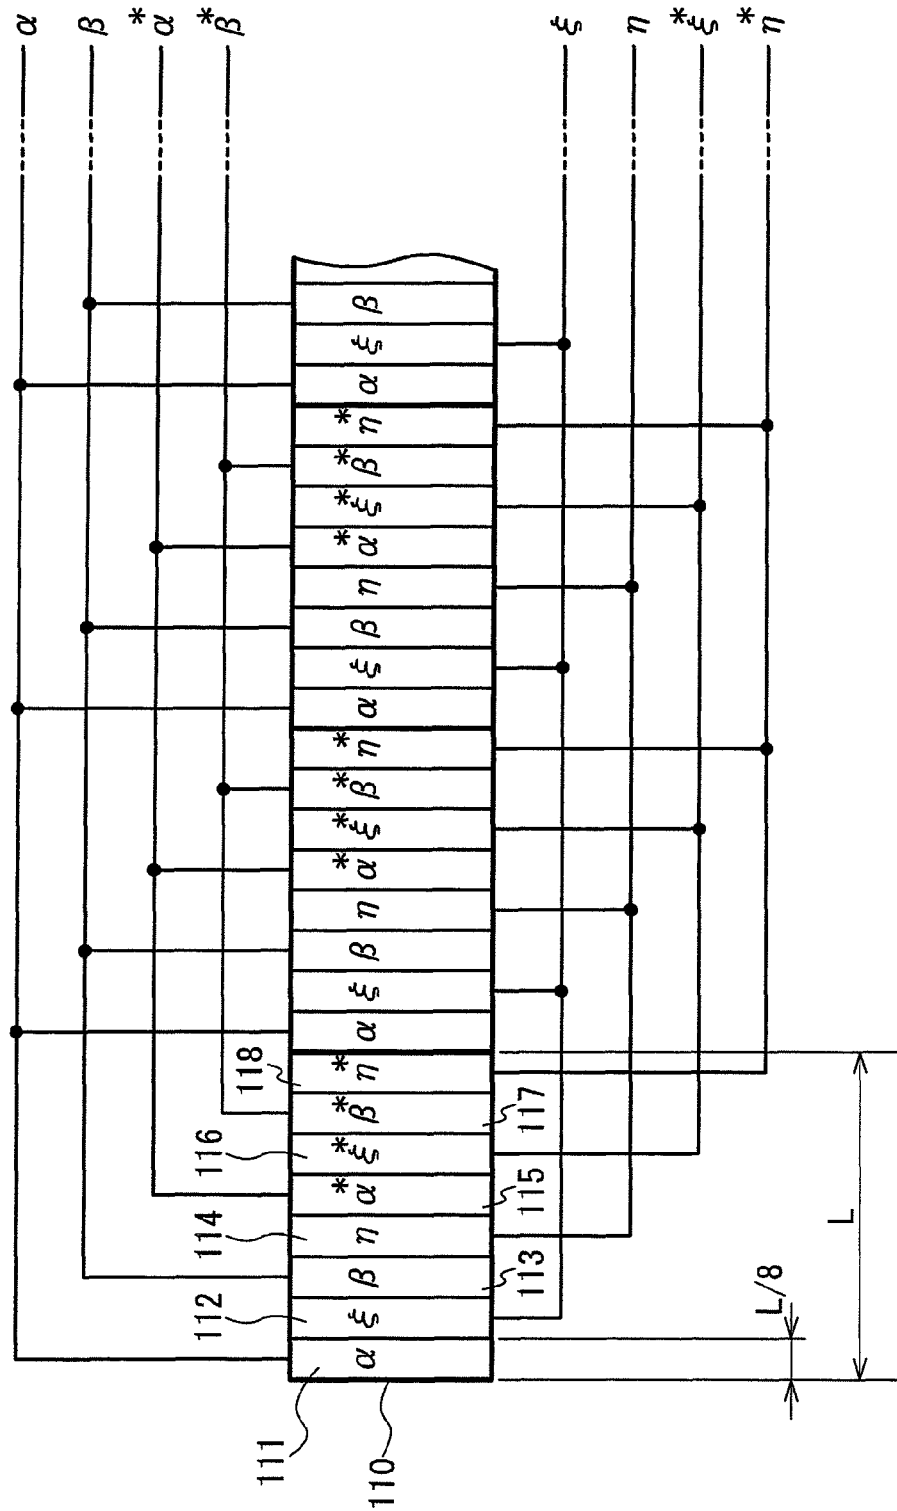 α
β
*α
*β
118
116
114
112
111
110
α ξ β η *α *ξ *β *η α ξ β η *α *ξ *β *η α ξ β η *α *ξ *β *η α ξ β
117
115
113
ξ
η
*ξ
*η
L/8
L